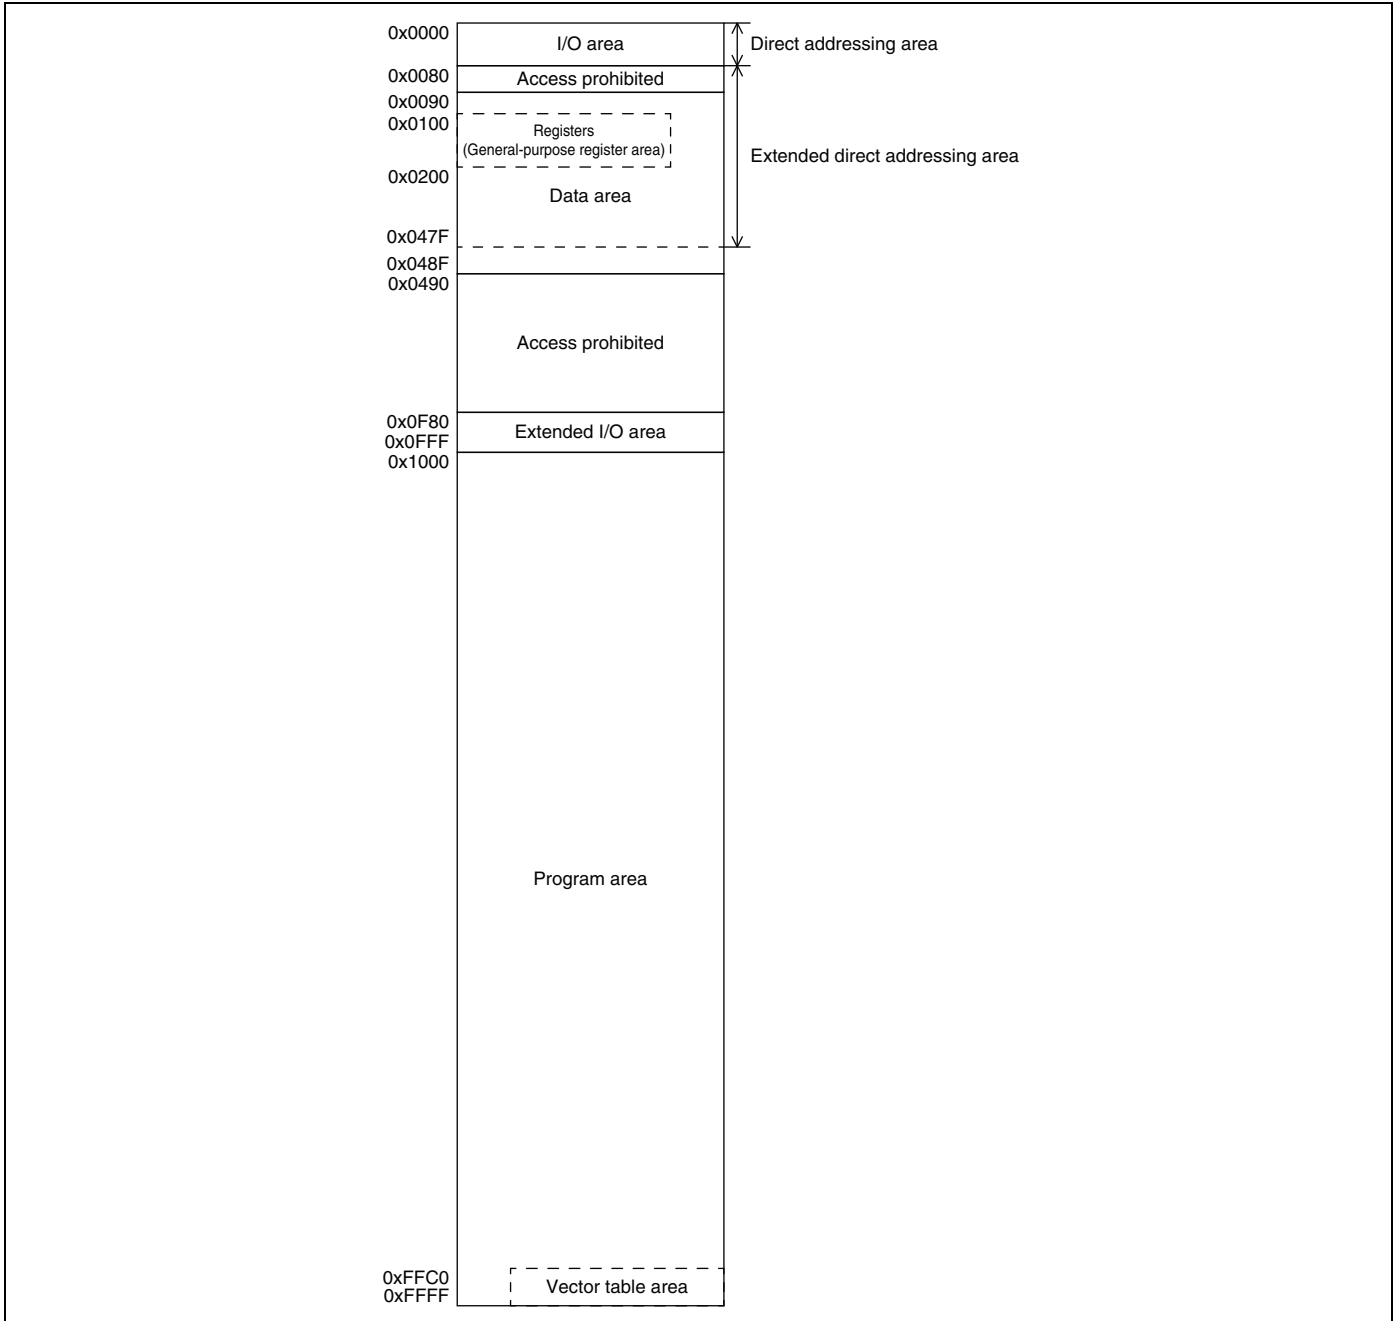 0x0000
I/O area
Direct addressing area
0x0080
Access prohibited
0x0090
0x0100
Registers
(General-purpose register area)
Extended direct addressing area
0x0200
Data area
0x047F
0x048F
0x0490
Access prohibited
0x0F80
Extended I/O area
0x0FFF
0x1000
Program area
0xFFC0
Vector table area
0xFFFF